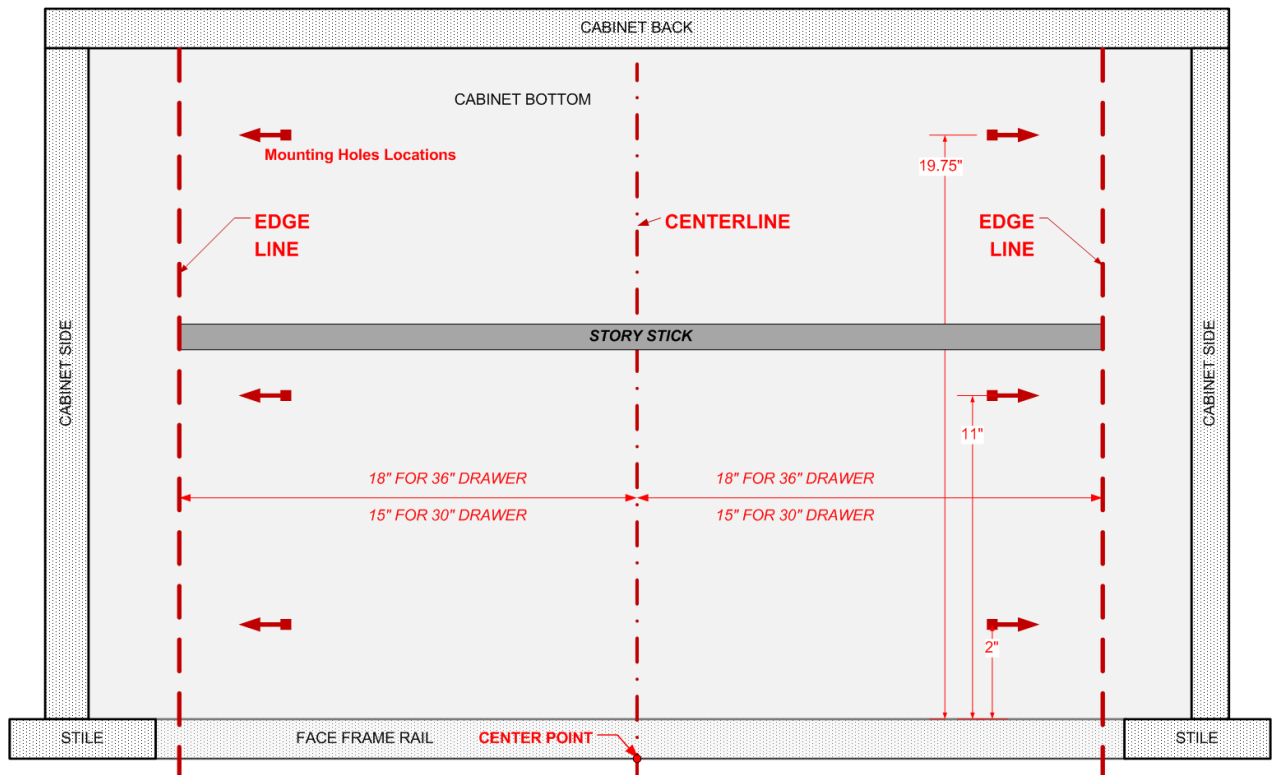 CABINET BACK
CABINET BOTTOM
Mounting Holes Locations
19.75"
EDGE
LINE
CENTERLINE
EDGE
LINE
STORY STICK
CABINET SIDE
CABINET SIDE
11"
18" FOR 36" DRAWER
18" FOR 36" DRAWER
15" FOR 30" DRAWER
15" FOR 30" DRAWER
2"
STILE
FACE FRAME RAIL
CENTER POINT
STILE